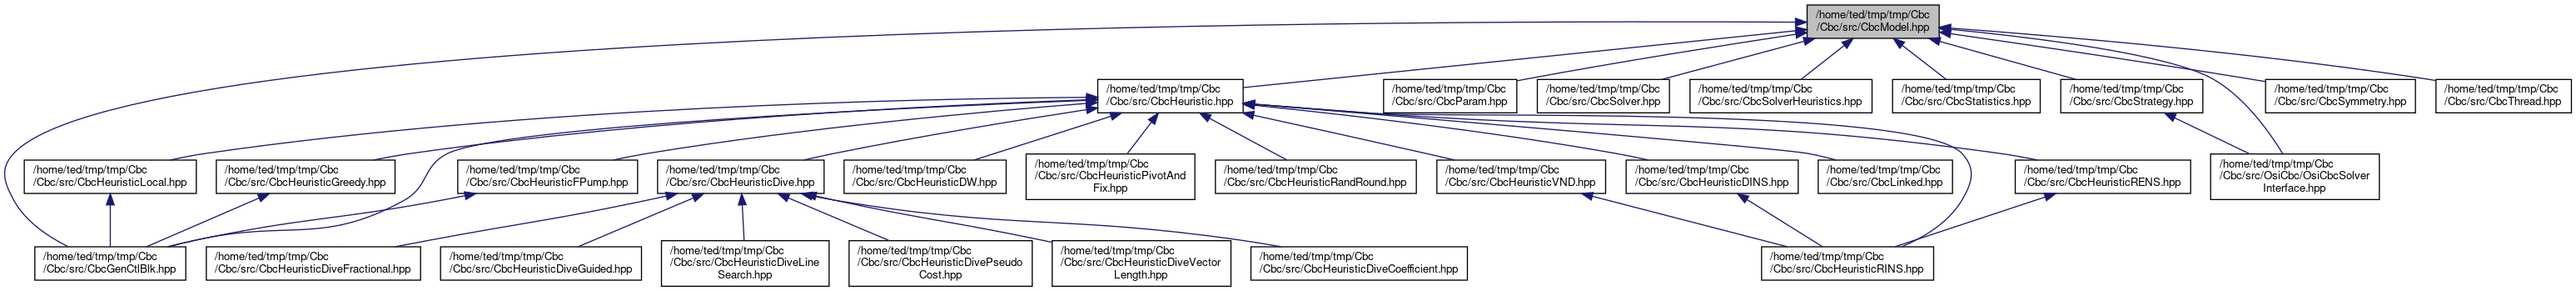 /home/ted/tmp/tmp/Cbc
/Cbc/src/CbcModel.hpp
/home/ted/tmp/tmp/Cbc
/Cbc/src/CbcHeuristic.hpp
/home/ted/tmp/tmp/Cbc
/Cbc/src/CbcParam.hpp
/home/ted/tmp/tmp/Cbc
/Cbc/src/CbcSolver.hpp
/home/ted/tmp/tmp/Cbc
/Cbc/src/CbcSolverHeuristics.hpp
/home/ted/tmp/tmp/Cbc
/Cbc/src/CbcStatistics.hpp
/home/ted/tmp/tmp/Cbc
/Cbc/src/CbcStrategy.hpp
/home/ted/tmp/tmp/Cbc
/Cbc/src/CbcSymmetry.hpp
/home/ted/tmp/tmp/Cbc
/Cbc/src/CbcThread.hpp
/home/ted/tmp/tmp/Cbc
/Cbc/src/CbcHeuristicLocal.hpp
/home/ted/tmp/tmp/Cbc
/Cbc/src/CbcHeuristicGreedy.hpp
/home/ted/tmp/tmp/Cbc
/Cbc/src/CbcHeuristicFPump.hpp
/home/ted/tmp/tmp/Cbc
/Cbc/src/CbcHeuristicDive.hpp
/home/ted/tmp/tmp/Cbc
/Cbc/src/CbcHeuristicDW.hpp
/home/ted/tmp/tmp/Cbc
/Cbc/src/CbcHeuristicPivotAnd
Fix.hpp
/home/ted/tmp/tmp/Cbc
/Cbc/src/CbcHeuristicRandRound.hpp
/home/ted/tmp/tmp/Cbc
/Cbc/src/CbcHeuristicVND.hpp
/home/ted/tmp/tmp/Cbc
/Cbc/src/CbcHeuristicDINS.hpp
/home/ted/tmp/tmp/Cbc
/Cbc/src/CbcLinked.hpp
/home/ted/tmp/tmp/Cbc
/Cbc/src/CbcHeuristicRENS.hpp
/home/ted/tmp/tmp/Cbc
/Cbc/src/OsiCbc/OsiCbcSolver
Interface.hpp
/home/ted/tmp/tmp/Cbc
/Cbc/src/CbcGenCtlBlk.hpp
/home/ted/tmp/tmp/Cbc
/Cbc/src/CbcHeuristicDiveFractional.hpp
/home/ted/tmp/tmp/Cbc
/Cbc/src/CbcHeuristicDiveGuided.hpp
/home/ted/tmp/tmp/Cbc
/Cbc/src/CbcHeuristicDiveLine
Search.hpp
/home/ted/tmp/tmp/Cbc
/Cbc/src/CbcHeuristicDivePseudo
Cost.hpp
/home/ted/tmp/tmp/Cbc
/Cbc/src/CbcHeuristicDiveVector
Length.hpp
/home/ted/tmp/tmp/Cbc
/Cbc/src/CbcHeuristicDiveCoefficient.hpp
/home/ted/tmp/tmp/Cbc
/Cbc/src/CbcHeuristicRINS.hpp